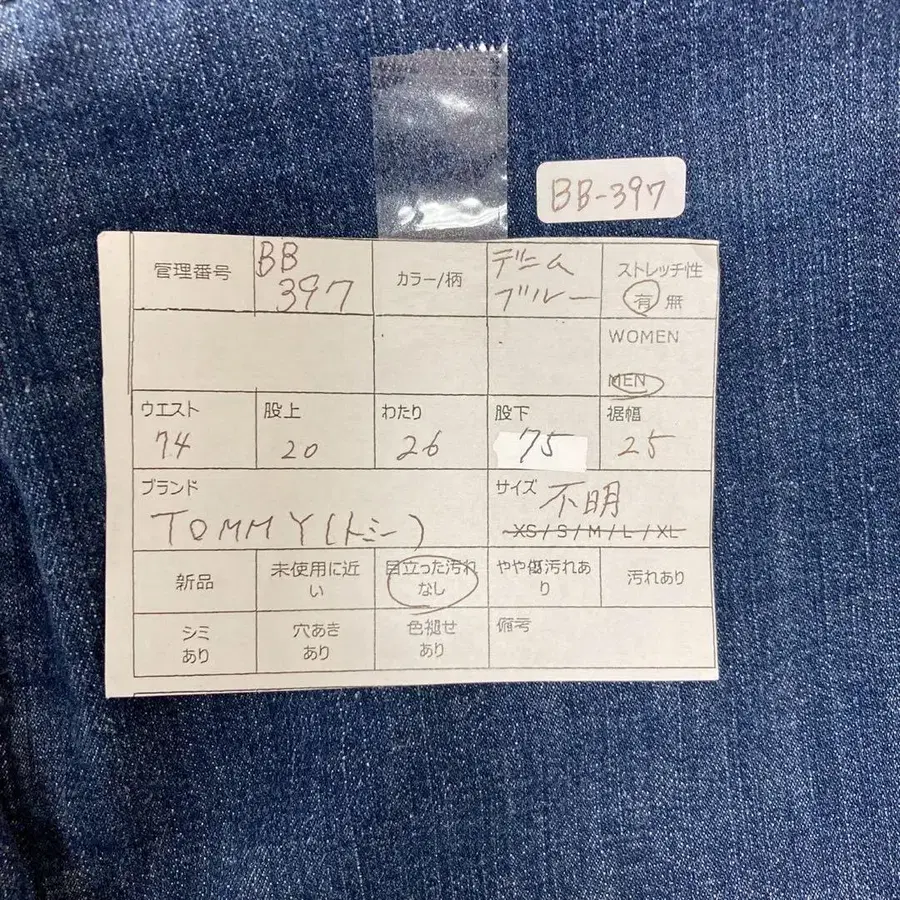 BB-397
管理番号
BB
397
カラー/柄
デニム
ブルー
ストレッチ性
有 無
WOMEN
MEN
ウエスト
74
股上
20
わたり
26
股下
75
裾幅
25
ブランド
TOMMY(トミー)
サイズ 不明
XS/S/M/L/XL
新品
未使用に近
い
目立った汚れ
なし
やや傷汚れあ
り
汚れあり
シミ
あり
穴あき
あり
色褪せ
あり
備考